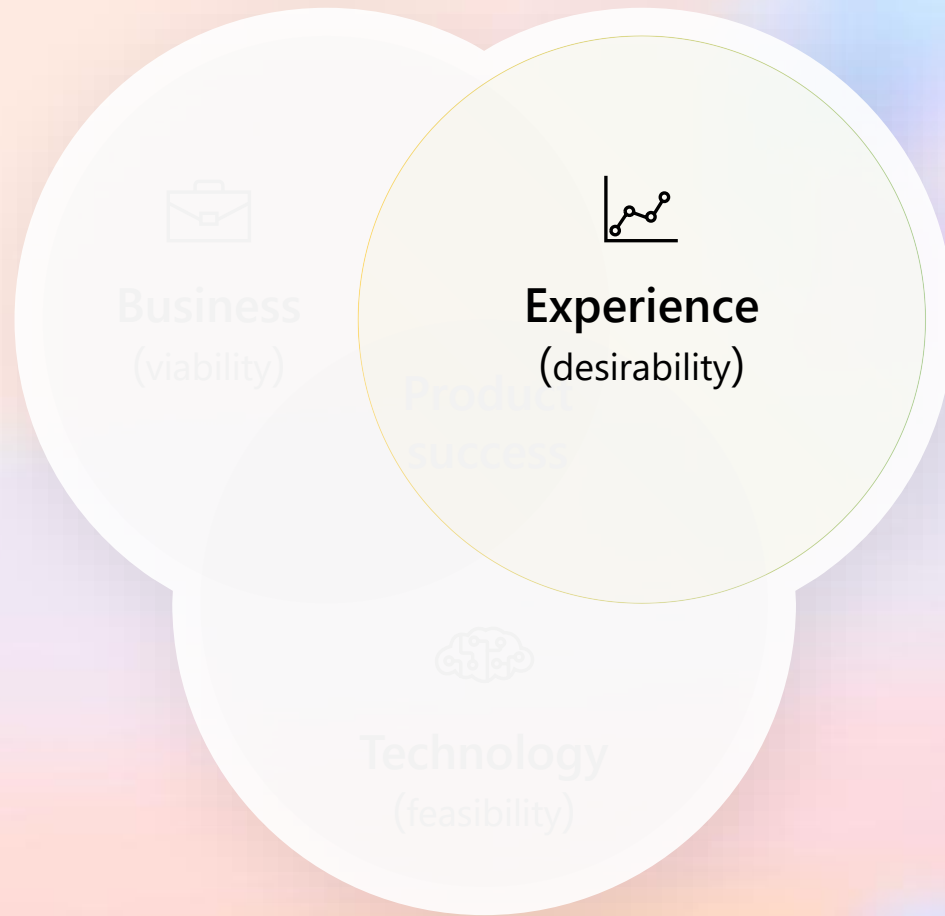 Business
(viability)
Experience
(desirability)
Product
success
Technology
(feasibility)